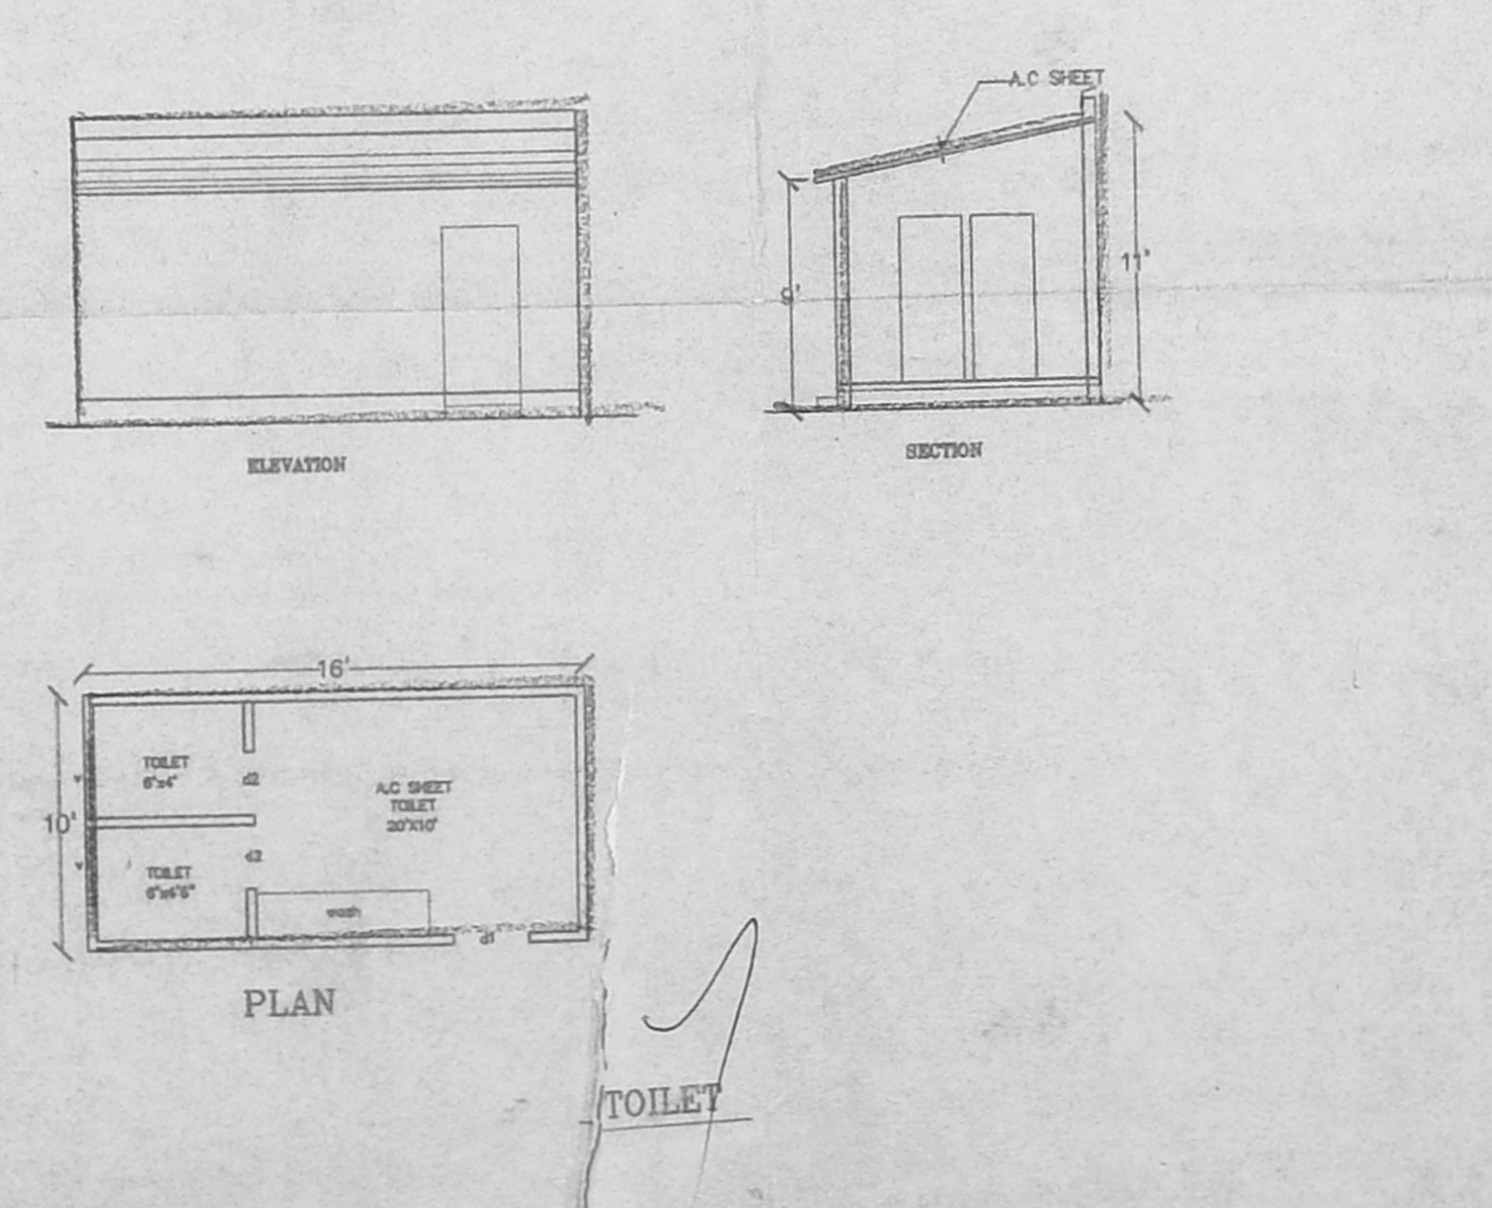 A.C SHEET
9'
11'
ELEVATION
SECTION
16'
10'
TOILET
6'x4'
d2
A.C SHEET
TOILET
20'X10'
d2
TOILET
6'x4'6"
wash
d1
PLAN
TOILET